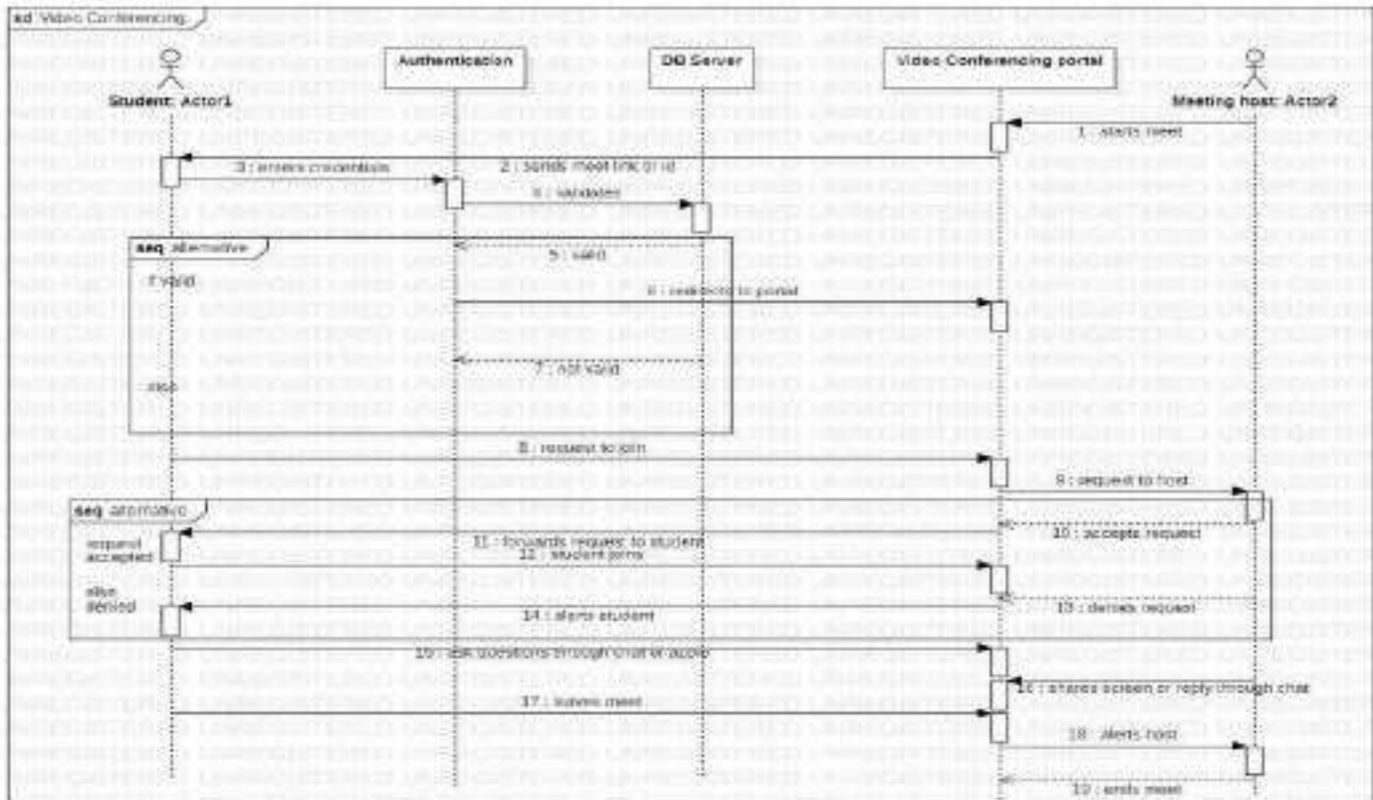 sd Video Conferencing
Student: Actor1
Authentication
DB Server
Video Conferencing portal
Meeting host: Actor2
1 : starts meet
3 : enters credentials
2 : sends meet link or id
seq alternative
5 : valid
if valid
6 : redirects to portal
7 : not valid
else
8 : request to join
9 : request to host
seq alternative
10 : accepts request
11 : forwards request to student
request
accepted
12 : student joins
else
denied
13 : denies request
14 : alerts student
15 : ask questions through chat or audio
16 : shares screen or reply through chat
17 : leaves meet
18 : alerts host
19 : ends meet